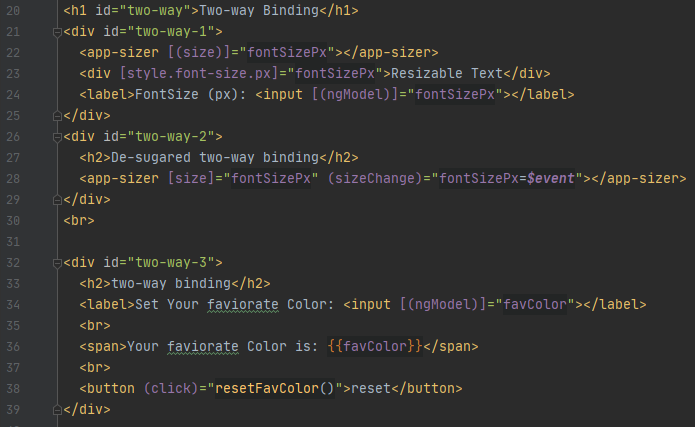 20 <h1 id="two-way">Two-way Binding</h1>
21 <div id="two-way-1">
22   <app-sizer [(size)]="fontSizePx"></app-sizer>
23   <div [style.font-size.px]="fontSizePx">Resizable Text</div>
24   <label>FontSize (px): <input [(ngModel)]="fontSizePx"></label>
25 </div>
26 <div id="two-way-2">
27   <h2>De-sugared two-way binding</h2>
28   <app-sizer [size]="fontSizePx" (sizeChange)="fontSizePx=$event"></app-sizer>
29 </div>
30 <br>
31
32 <div id="two-way-3">
33   <h2>two-way binding</h2>
34   <label>Set Your faviorate Color: <input [(ngModel)]="favColor"></label>
35   <br>
36   <span>Your faviorate Color is: {{favColor}}</span>
37   <br>
38   <button (click)="resetFavColor()">reset</button>
39 </div>